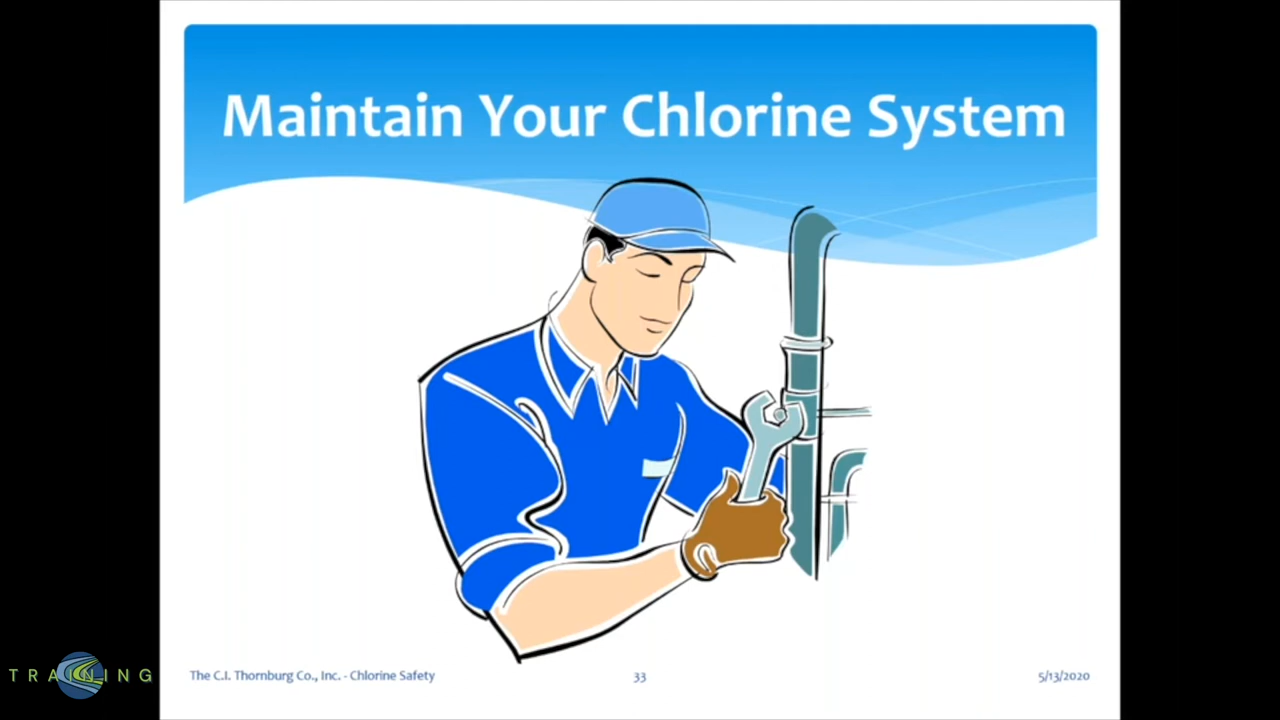 Maintain Your Chlorine System
TRAINING
The C.I. Thornburg Co., Inc. - Chlorine Safety
33
5/13/2020